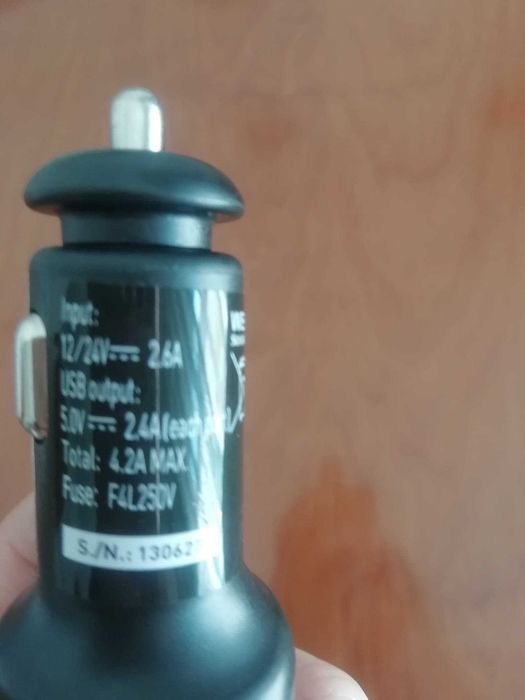 Input:
12/24V⎓ 2.6A
USB output:
5.0V⎓ 2.4A(each
Total: 4.2A MAX.
Fuse: F4L250V
S./N.: 13062